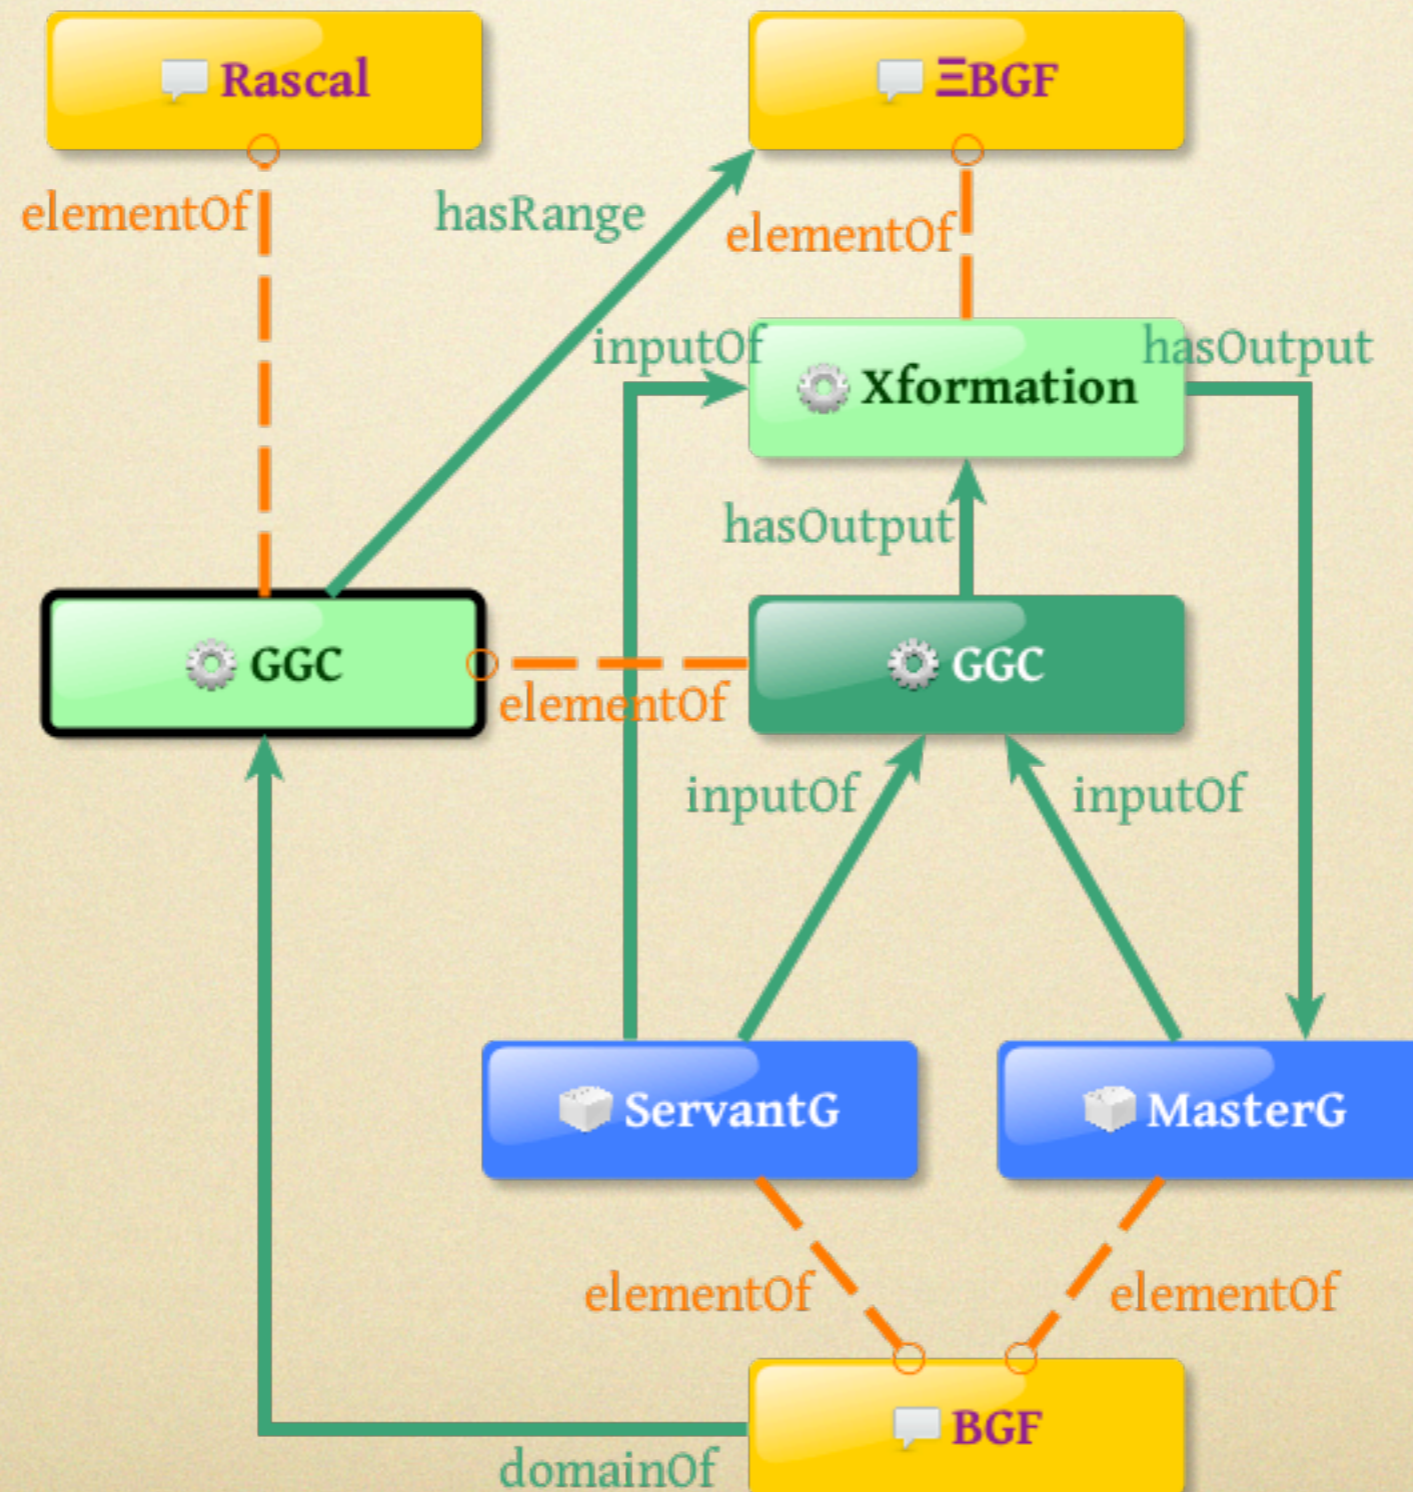 Rascal
ΞBGF
elementOf
hasRange
elementOf
inputOf
hasOutput
Xformation
hasOutput
GGC
GGC
elementOf
inputOf
inputOf
ServantG
MasterG
elementOf
elementOf
BGF
domainOf